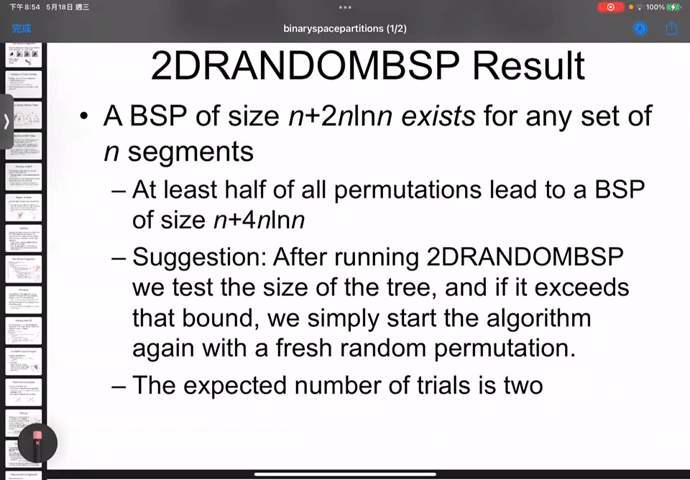 下午8:54 5月18日 週三
100%
完成
binaryspacepartitions (1/2)
2DRANDOMBSP Result
• A BSP of size n+2nlnn exists for any set of
n segments
– At least half of all permutations lead to a BSP
of size n+4nlnn
– Suggestion: After running 2DRANDOMBSP
we test the size of the tree, and if it exceeds
that bound, we simply start the algorithm
again with a fresh random permutation.
– The expected number of trials is two